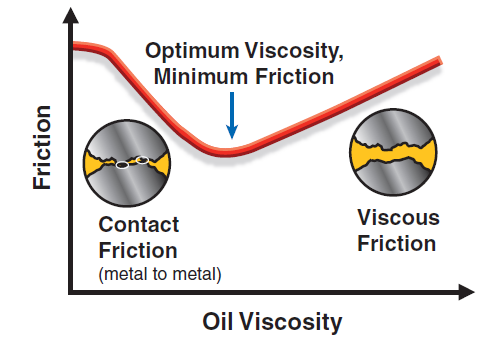 Optimum Viscosity,
Minimum Friction
Friction
Contact
Friction
(metal to metal)
Viscous
Friction
Oil Viscosity